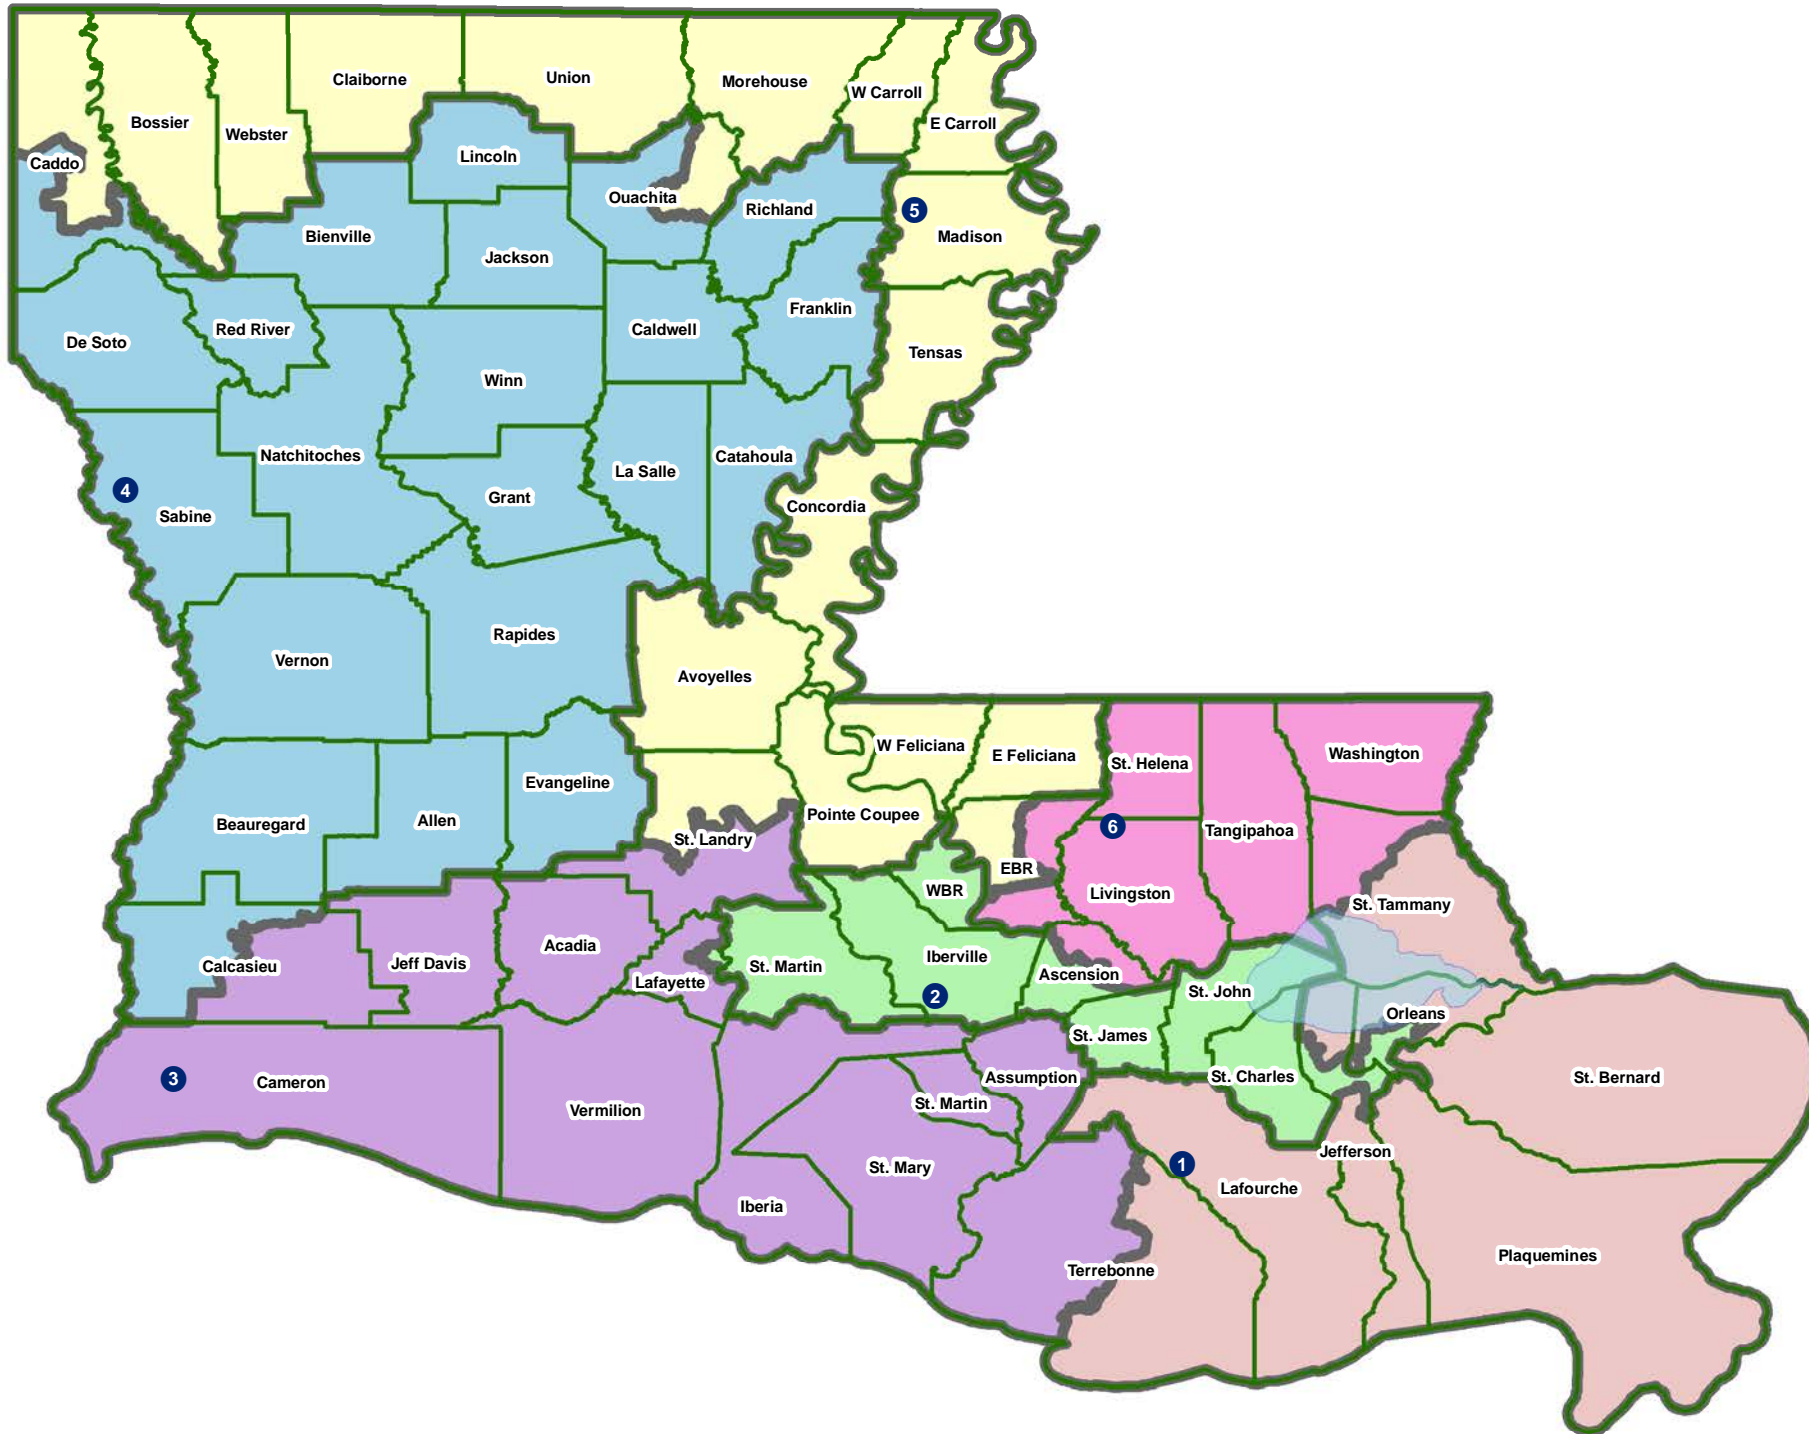 Claiborne
Union
Morehouse
W Carroll
E Carroll
Bossier
Webster
Caddo
Lincoln
Ouachita
Richland
5
Madison
Bienville
Jackson
Franklin
Red River
De Soto
Caldwell
Tensas
Winn
Natchitoches
La Salle
Catahoula
4
Sabine
Grant
Concordia
Rapides
Vernon
Avoyelles
W Feliciana
E Feliciana
St. Helena
Washington
Evangeline
Beauregard
Allen
Pointe Coupee
6
Tangipahoa
St. Landry
EBR
WBR
Livingston
St. Tammany
Acadia
Iberville
Calcasieu
Jeff Davis
St. Martin
Lafayette
Ascension
St. John
2
Orleans
St. James
3
Cameron
Assumption
St. Charles
St. Bernard
Vermilion
St. Martin
Jefferson
St. Mary
1
Lafourche
Iberia
Plaquemines
Terrebonne